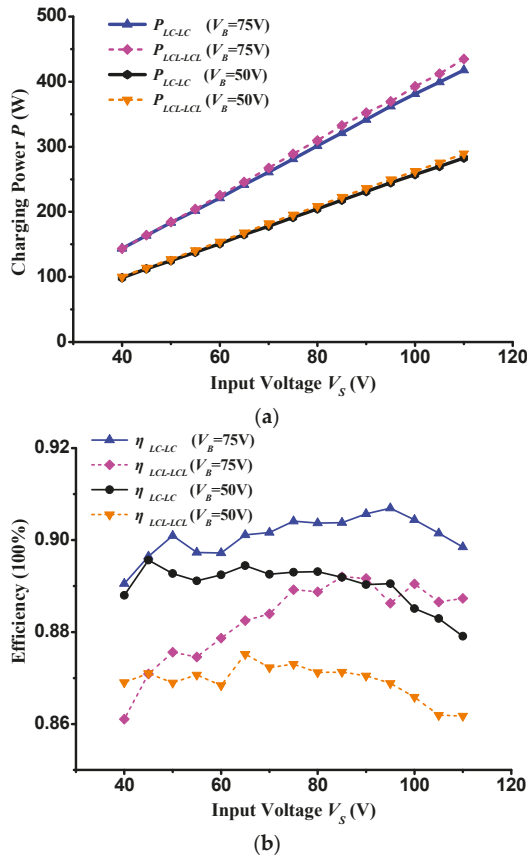 P_LC-LC (V_B=75V)
P_LCL-LCL (V_B=75V)
P_LC-LC (V_B=50V)
P_LCL-LCL (V_B=50V)
Charging Power P (W)
500
400
300
200
100
0
40 60 80 100 120
Input Voltage V_S (V)
(a)
η_LC-LC (V_B=75V)
η_LCL-LCL (V_B=75V)
η_LC-LC (V_B=50V)
η_LCL-LCL (V_B=50V)
Efficiency (100%)
0.92
0.90
0.88
0.86
40 60 80 100 120
Input Voltage V_S (V)
(b)